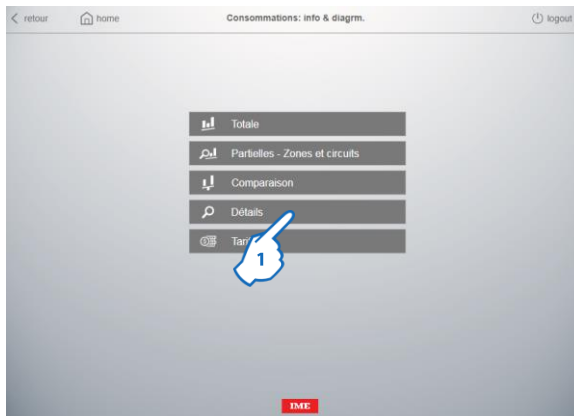 retour home Consommations: info & diagrm. logout
Totale
Partielles - Zones et circuits
Comparaison
Détails
1
IME